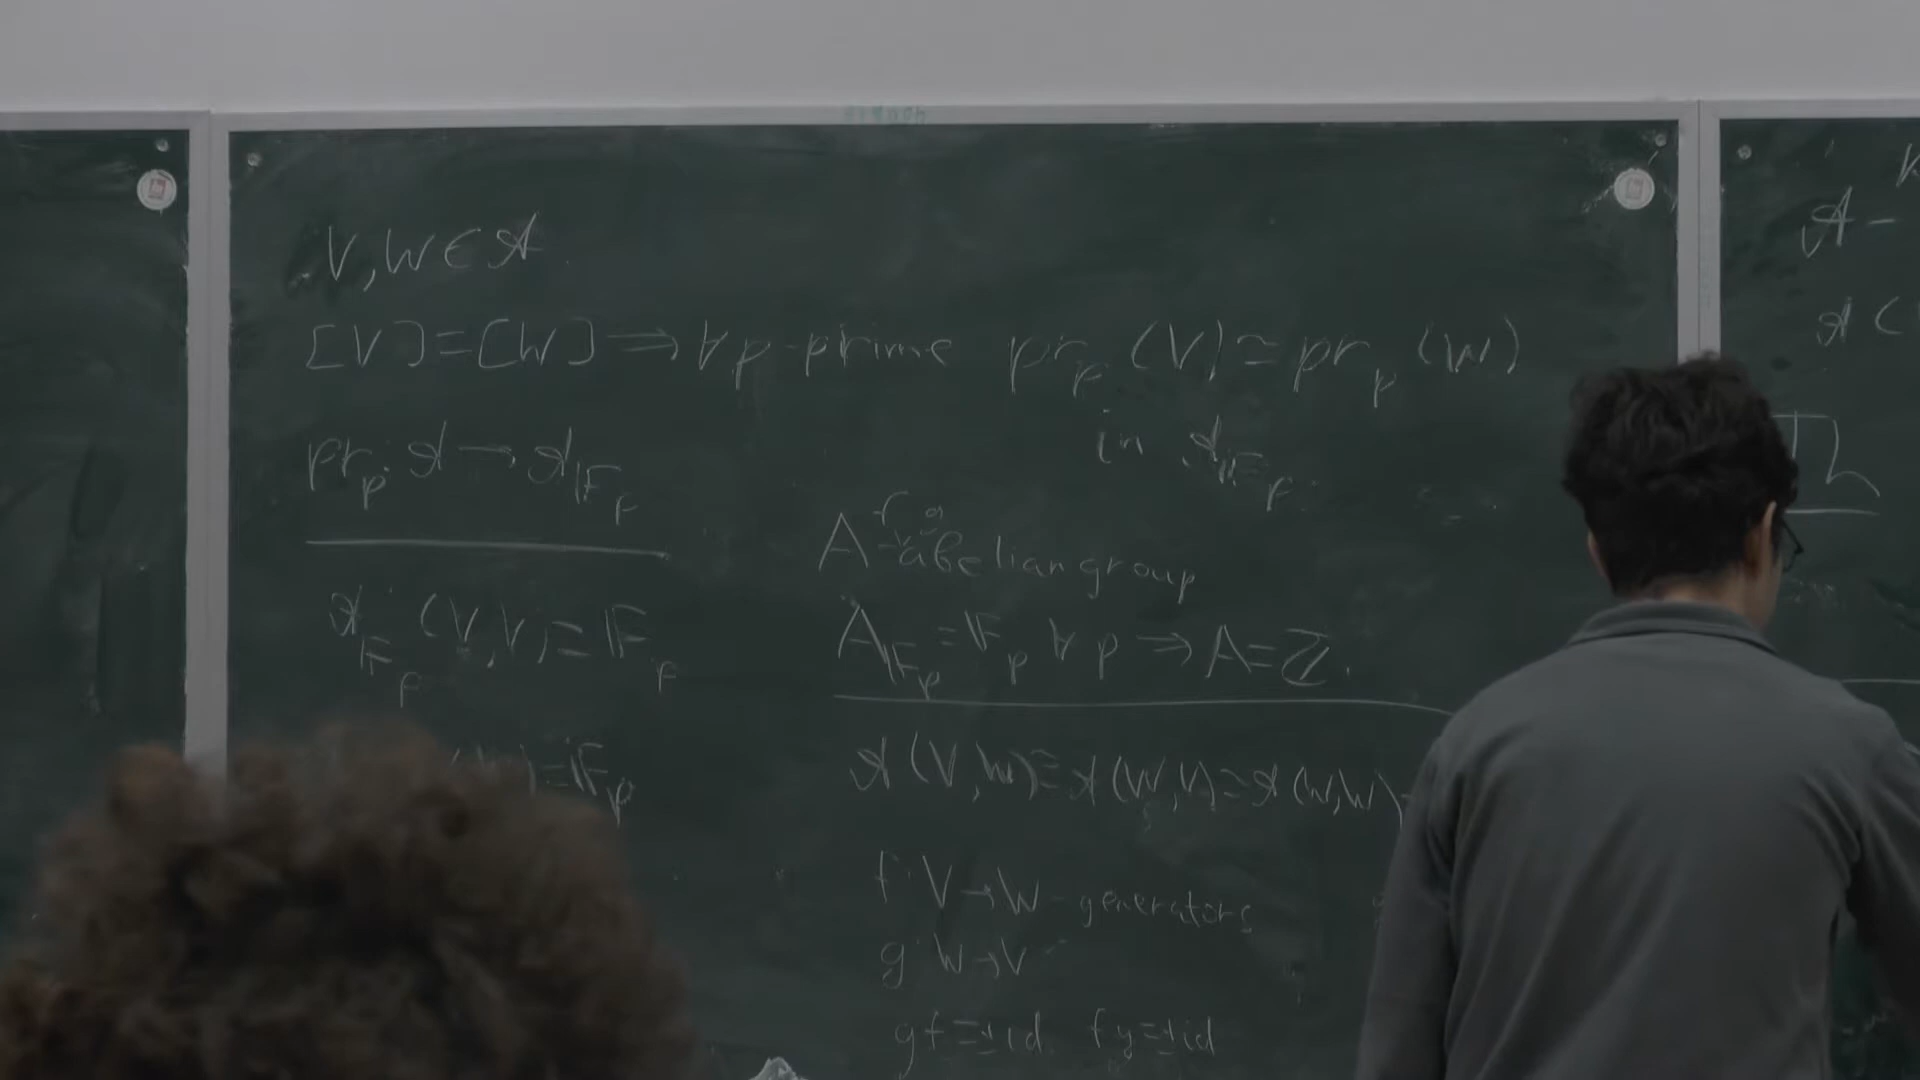 V, W ∈ 𝒜.
[V] = [W] ⟹ ∀p-prime pr_p (V) ≃ pr_p (W)
in 𝒜_{𝔽_p}.
pr_p: 𝒜 → 𝒜_{𝔽_p}
𝒜_{𝔽_p} (V, V) = 𝔽_p
) = 𝔽_p
A - f.g. abelian group
A_{𝔽_p} = 𝔽_p ∀p ⟹ A = ℤ.
𝒜(V, W) ≅ 𝒜(W, V) ≅ 𝒜(W, W)
f: V → W - generators
g: W → V
gf = ±id. fg = ±id
𝒜 -
𝒜 (